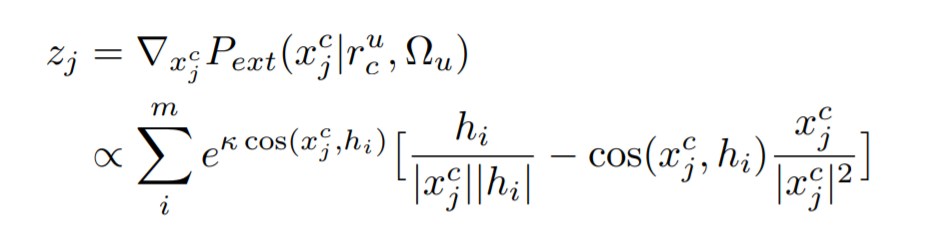 $z_j = \nabla_{x_j^c} P_{ext}(x_j^c | r_c^u, \Omega_u)$
$\propto \sum_{i}^{m} e^{\kappa \cos(x_j^c, h_i)} [\frac{h_i}{|x_j^c||h_i|} - \cos(x_j^c, h_i) \frac{x_j^c}{|x_j^c|^2}]$